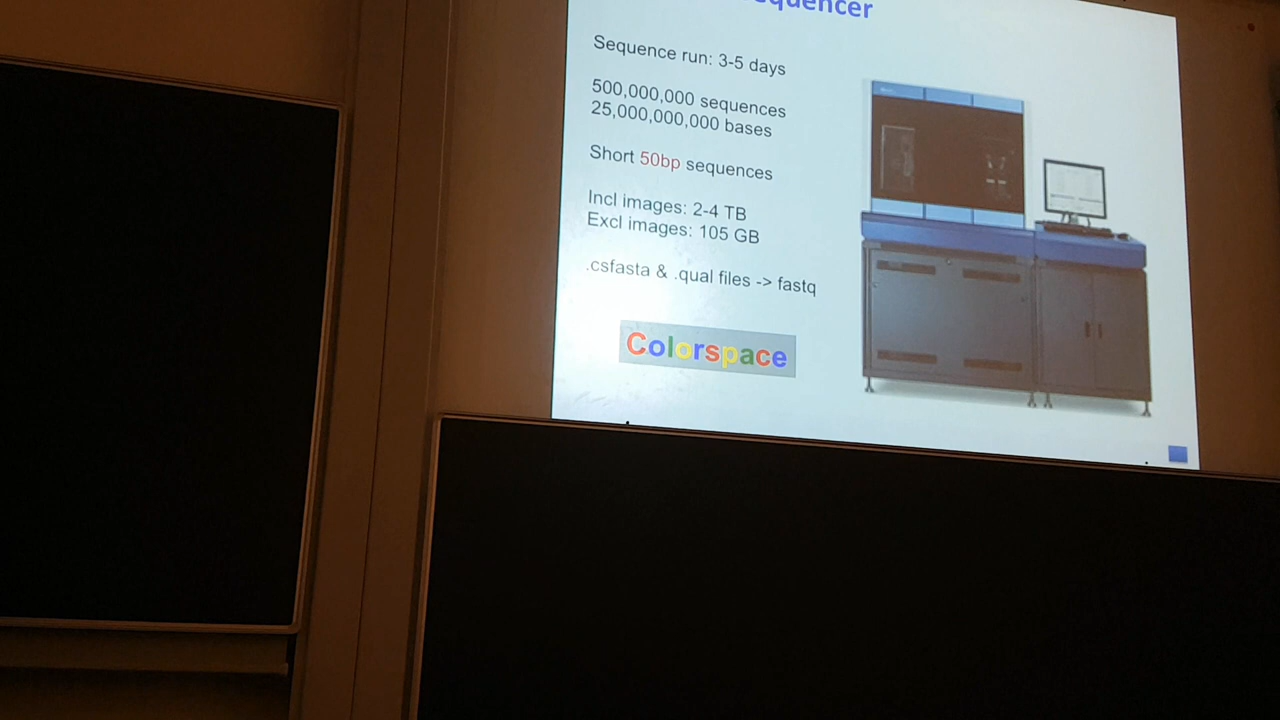 Sequence run: 3-5 days
500,000,000 sequences
25,000,000,000 bases
Short 50bp sequences
Incl images: 2-4 TB
Excl images: 105 GB
.csfasta & .qual files -> fastq
Colorspace